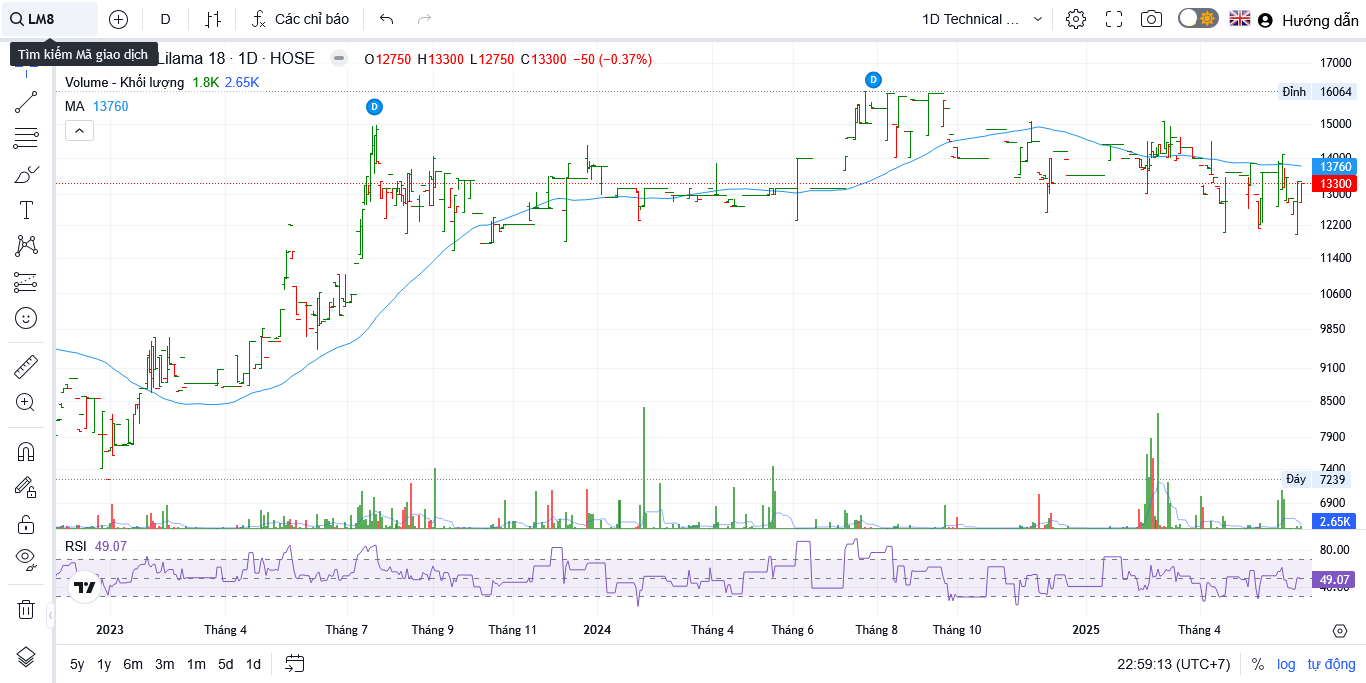 LM8
D
Các chỉ báo
1D Technical ...
Hướng dẫn
Tìm kiếm Mã giao dịch
Lilama 18 · 1D · HOSE
O12750 H13300 L12750 C13300 −50 (−0.37%)
Volume - Khối lượng 1.8K 2.65K
MA 13760
D
D
17000
Đỉnh 16064
15000
14000
13760
13300
13000
12200
11400
10600
9850
9100
8500
7900
7400
Đáy 7239
6900
2.65K
RSI 49.07
80.00
49.07
40.00
2023
Tháng 4
Tháng 7
Tháng 9
Tháng 11
2024
Tháng 4
Tháng 6
Tháng 8
Tháng 10
2025
Tháng 4
5y 1y 6m 3m 1m 5d 1d
22:59:13 (UTC+7)
%
log
tự động